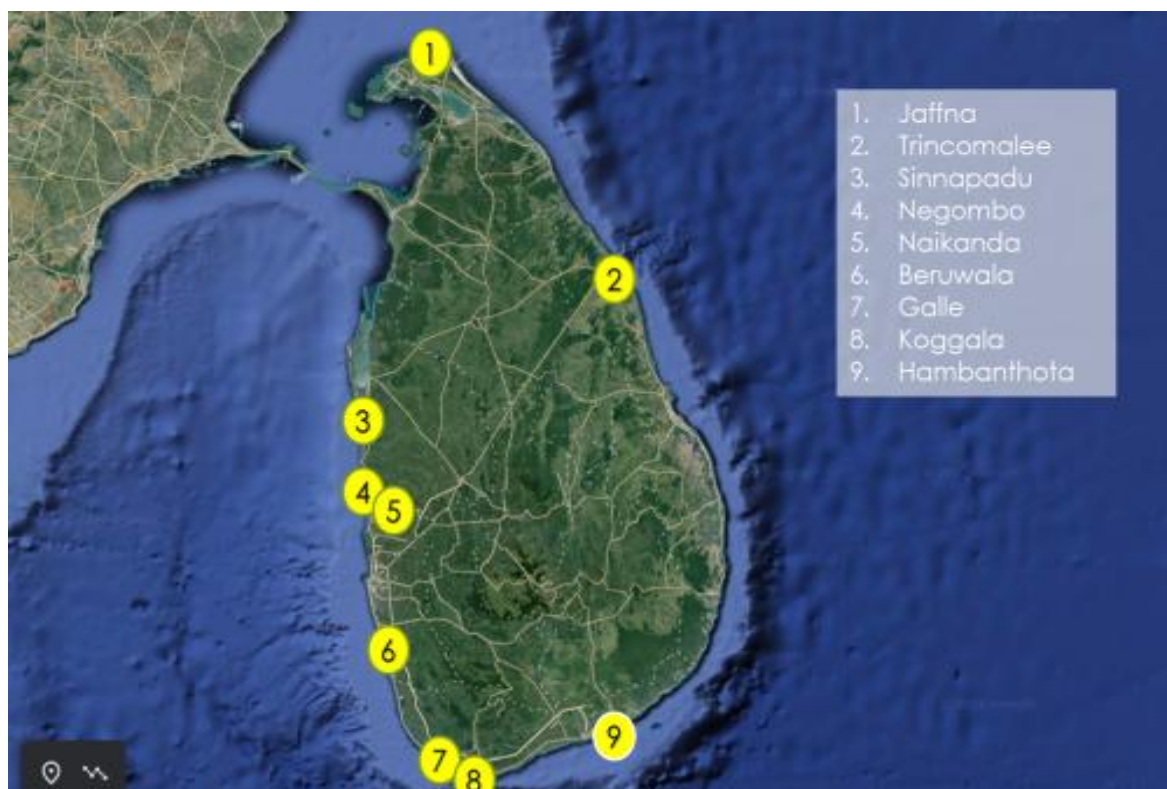 1
2
3
4
5
6
7
8
9
1. Jaffna
2. Trincomalee
3. Sinnapadu
4. Negombo
5. Naikanda
6. Beruwala
7. Galle
8. Koggala
9. Hambanthota